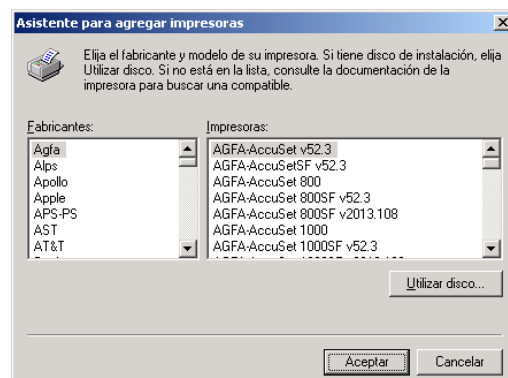 Asistente para agregar impresoras
Elija el fabricante y modelo de su impresora. Si tiene disco de instalación, elija
Utilizar disco. Si no está en la lista, consulte la documentación de la
impresora para buscar una compatible.
Fabricantes:
Agfa
Alps
Apollo
Apple
APS-PS
AST
AT&T
Impresoras:
AGFA-AccuSet v52.3
AGFA-AccuSetSF v52.3
AGFA-AccuSet 800
AGFA-AccuSet 800SF v52.3
AGFA-AccuSet 800SF v2013.108
AGFA-AccuSet 1000
AGFA-AccuSet 1000SF v52.3
Utilizar disco...
Aceptar
Cancelar